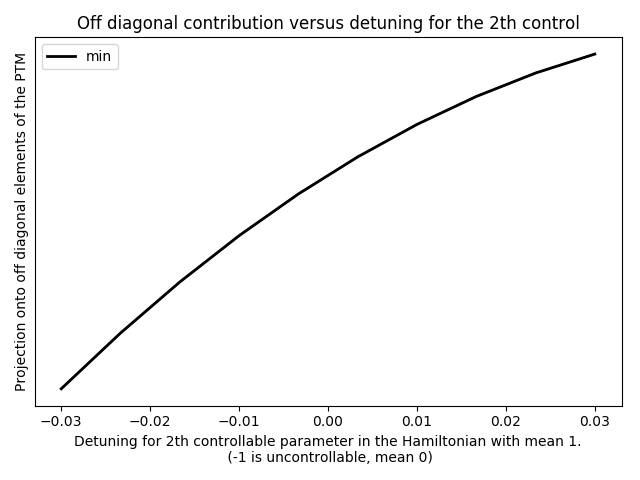 Off diagonal contribution versus detuning for the 2th control
min
Projection onto off diagonal elements of the PTM
−0.03 −0.02 −0.01 0.00 0.01 0.02 0.03
Detuning for 2th controllable parameter in the Hamiltonian with mean 1.
(-1 is uncontrollable, mean 0)